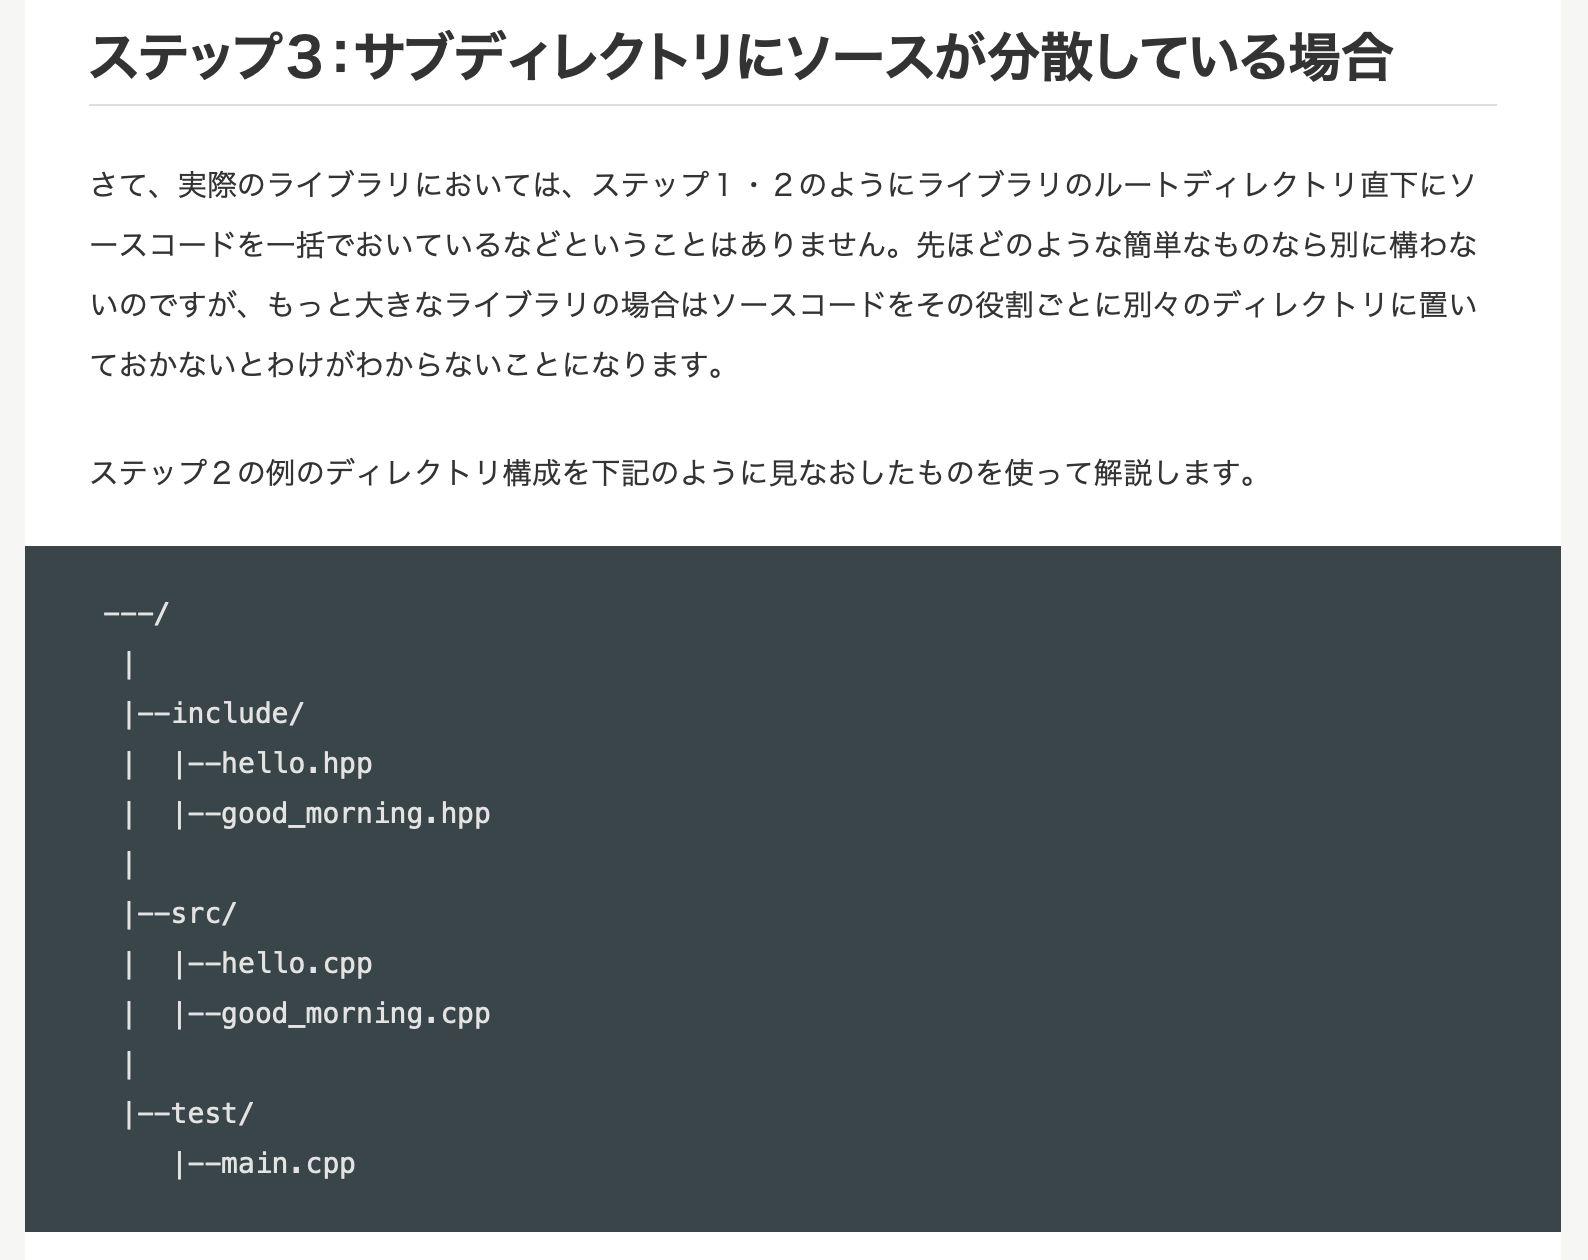 ステップ３：サブディレクトリにソースが分散している場合
さて、実際のライブラリにおいては、ステップ１・２のようにライブラリのルートディレクトリ直下にソ
ースコードを一括でおいているなどということはありません。先ほどのような簡単なものなら別に構わな
いのですが、もっと大きなライブラリの場合はソースコードをその役割ごとに別々のディレクトリに置い
ておかないとわけがわからないことになります。
ステップ２の例のディレクトリ構成を下記のように見なおしたものを使って解説します。
---/
 |
 |--include/
 |  |--hello.hpp
 |  |--good_morning.hpp
 |
 |--src/
 |  |--hello.cpp
 |  |--good_morning.cpp
 |
 |--test/
    |--main.cpp